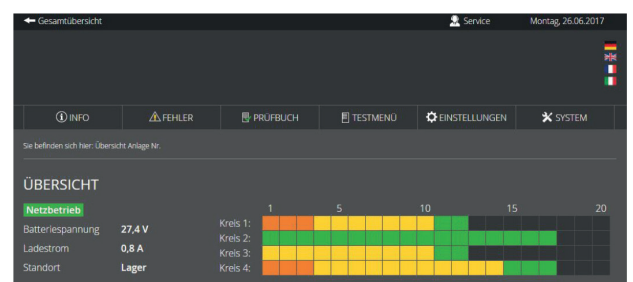 Gesamtübersicht Service Montag, 26.06.2017
INFO FEHLER PRÜFBUCH TESTMENÜ EINSTELLUNGEN SYSTEM
Sie befinden sich hier: Übersicht Anlage Nr.
ÜBERSICHT
1 5 10 15 20
Netzbetrieb
Kreis 1:
Batteriespannung 27,4 V
Kreis 2:
Ladestrom 0,8 A
Kreis 3:
Standort Lager Kreis 4: